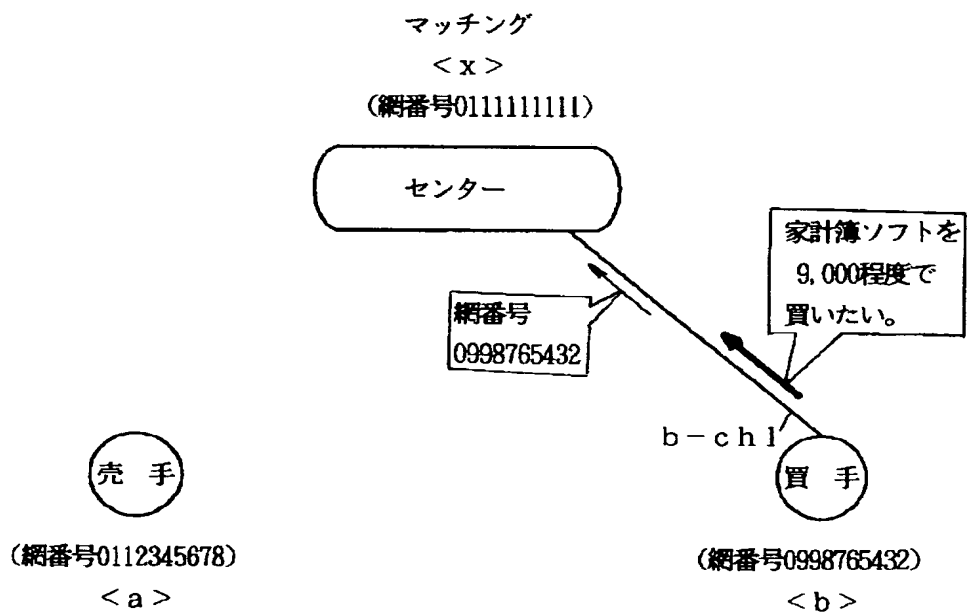 マッチング
<x>
(網番号0111111111)
センター
家計簿ソフトを
9,000程度で
買いたい。
網番号
0998765432
b-ch1
売 手
買 手
(網番号0112345678)
(網番号0998765432)
<a>
<b>